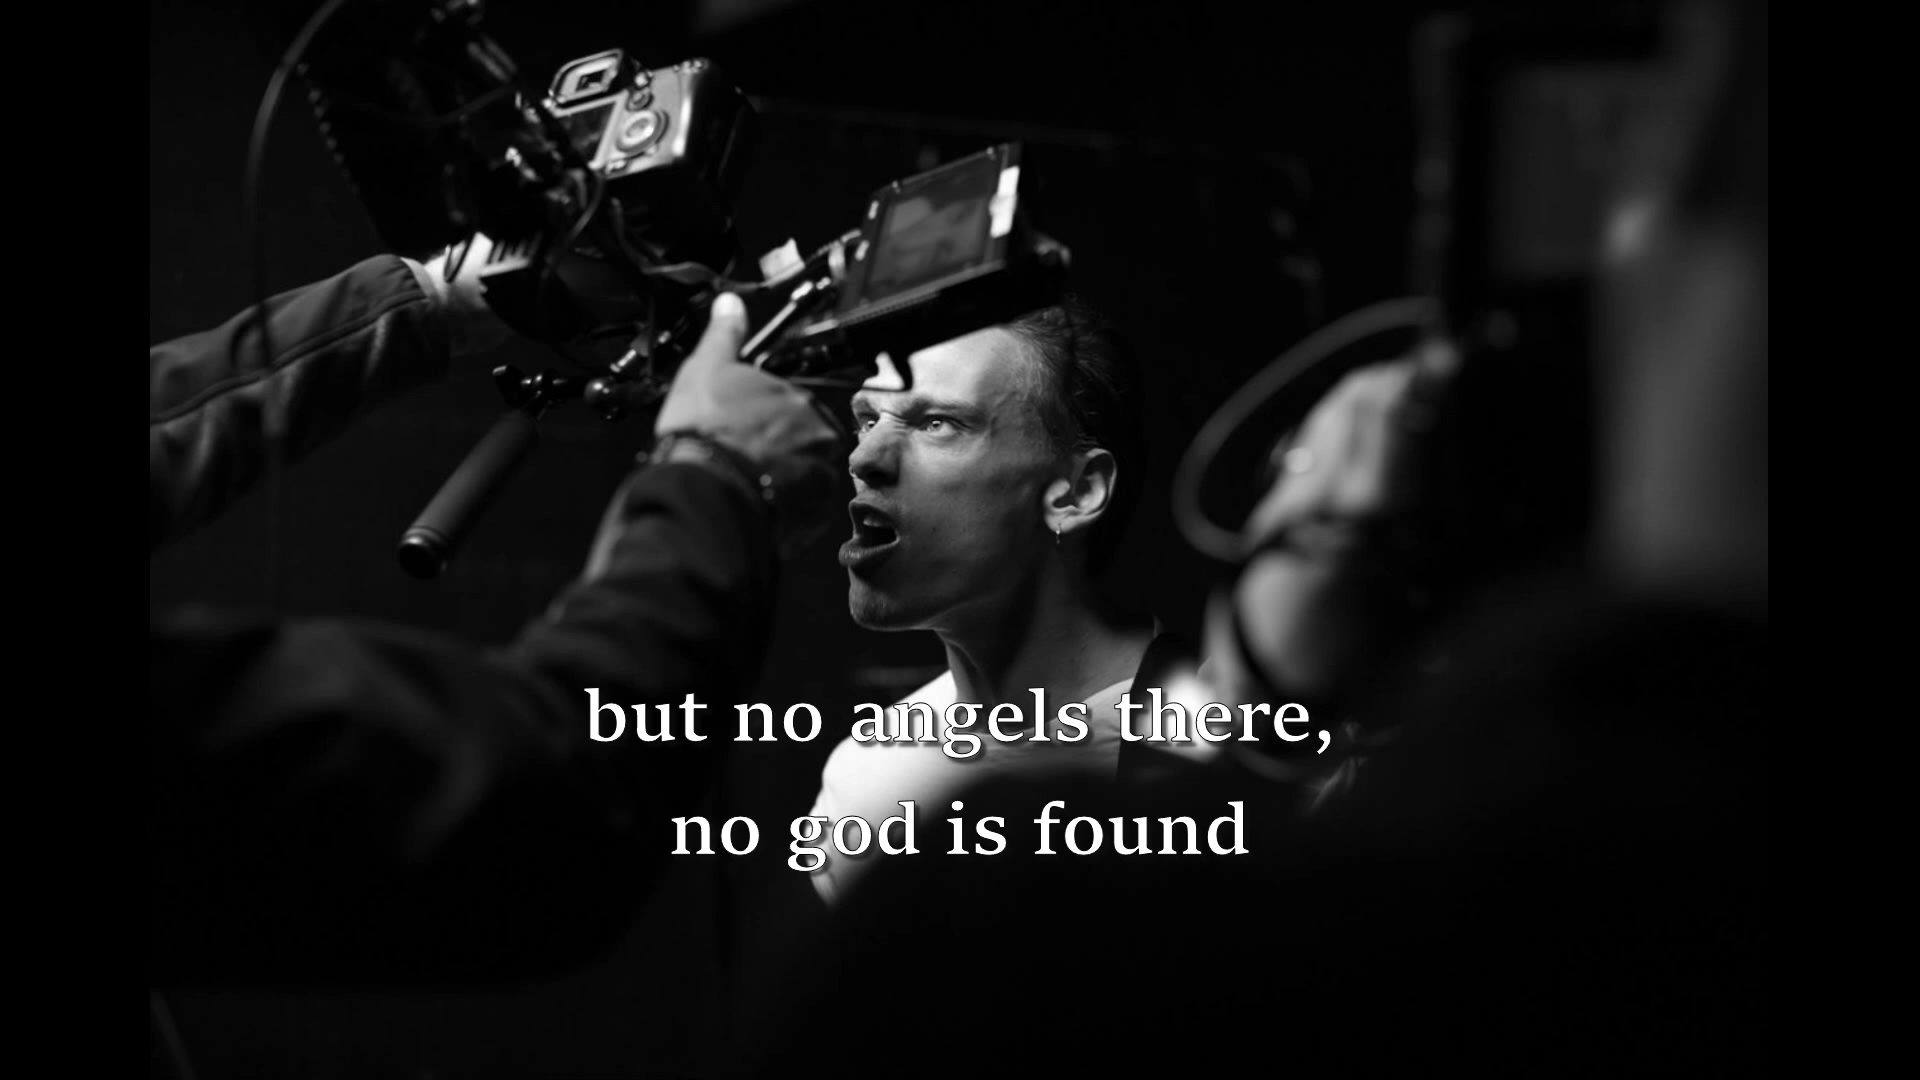 but no angels there,
no god is found